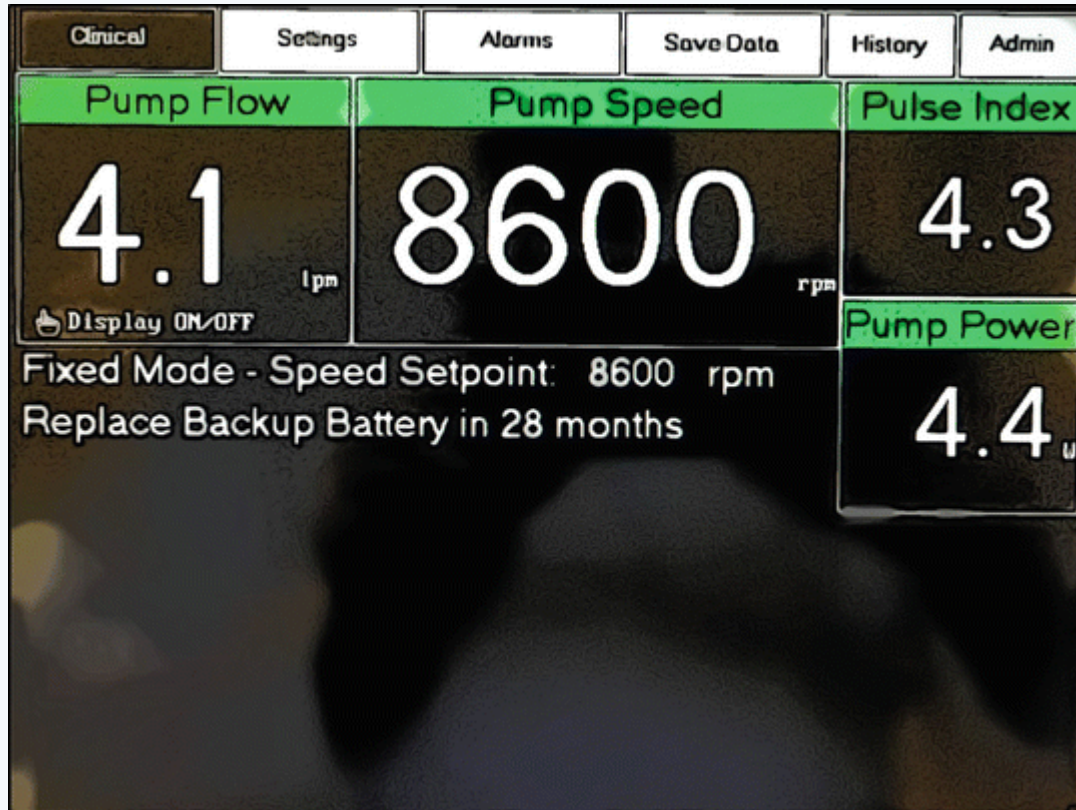 Clinical Settings Alarms Save Data History Admin
Pump Flow Pump Speed Pulse Index
4.1 lpm 8600 rpm 4.3
Display ON/OFF
Pump Power
Fixed Mode - Speed Setpoint: 8600 rpm
4.4 W
Replace Backup Battery in 28 months